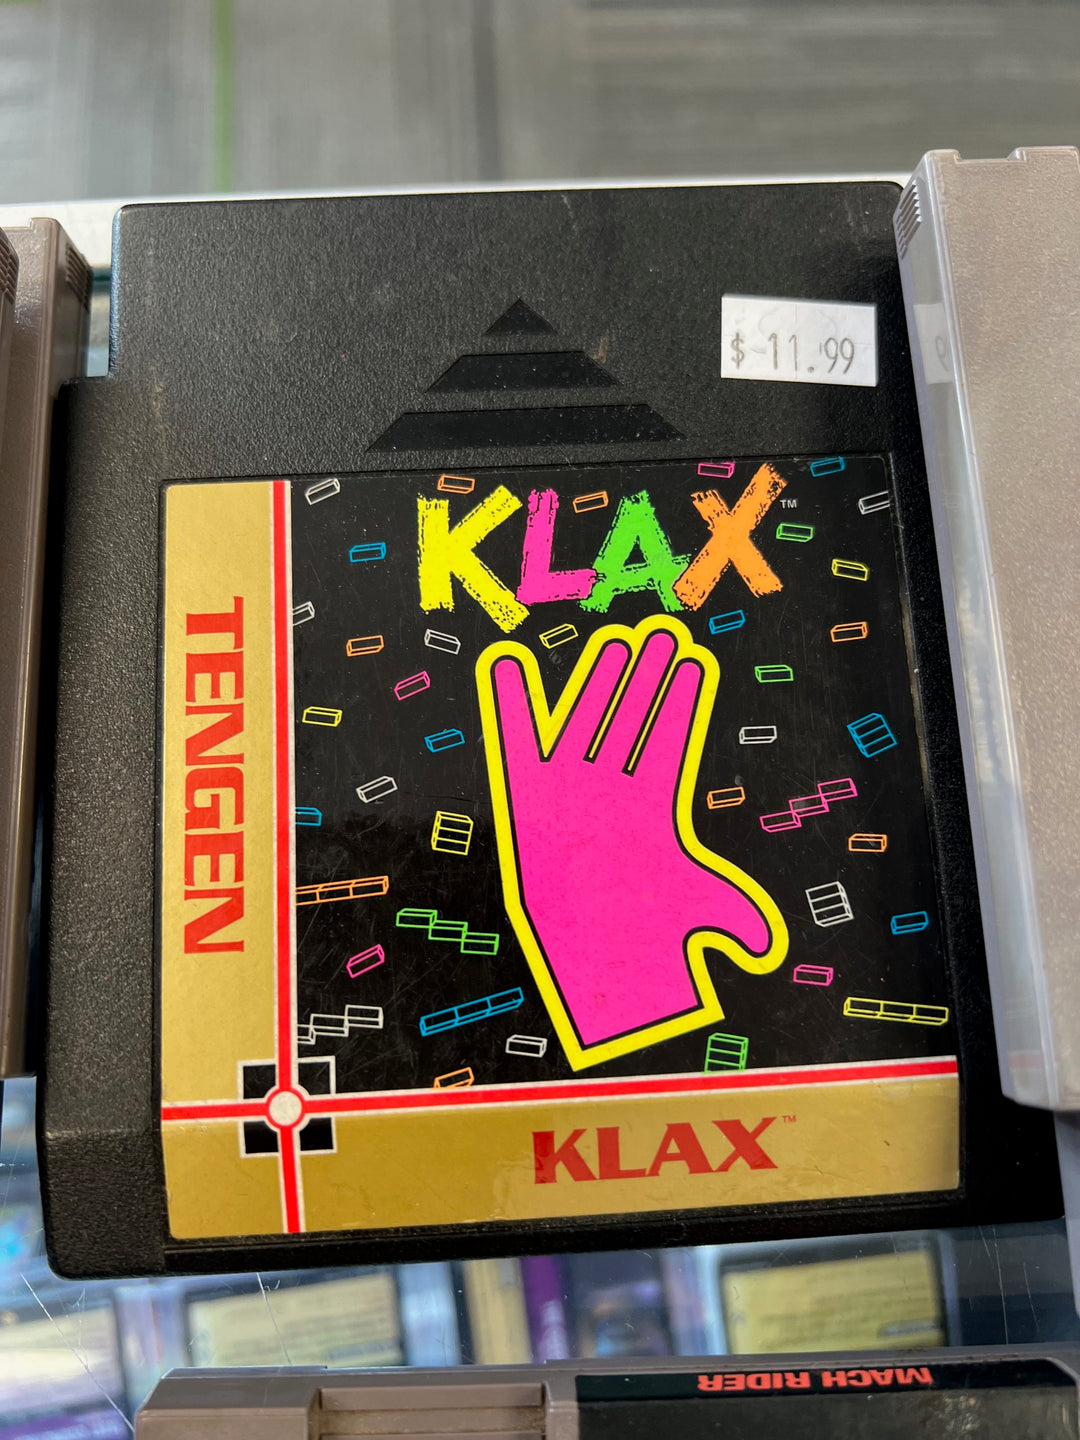 $ 11.99
KLAX™
TENGEN
KLAX™
MACH RIDER